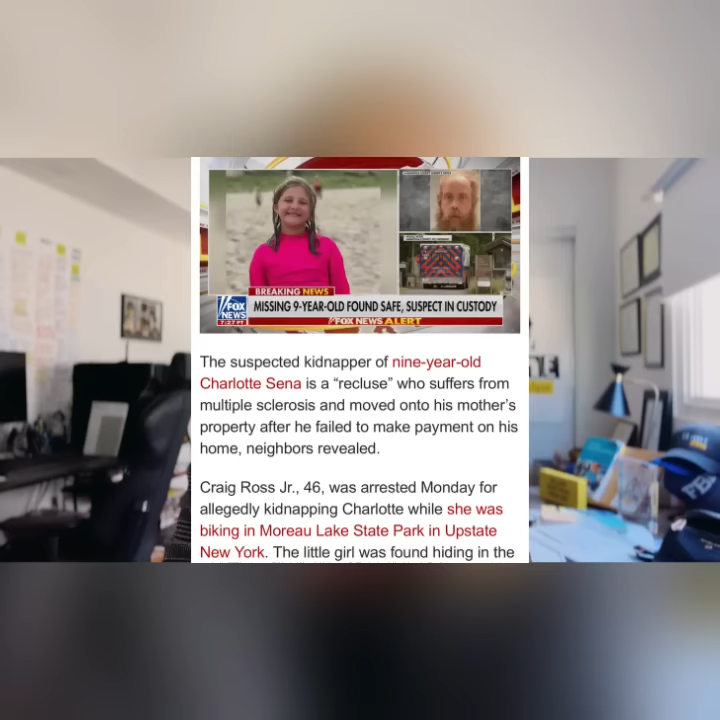 BREAKING NEWS
FOX
NEWS
7:27 PT
MISSING 9-YEAR-OLD FOUND SAFE, SUSPECT IN CUSTODY
FOX NEWS ALERT
The suspected kidnapper of nine-year-old
Charlotte Sena is a “recluse” who suffers from
multiple sclerosis and moved onto his mother’s
property after he failed to make payment on his
home, neighbors revealed.
Craig Ross Jr., 46, was arrested Monday for
allegedly kidnapping Charlotte while she was
biking in Moreau Lake State Park in Upstate
New York. The little girl was found hiding in the